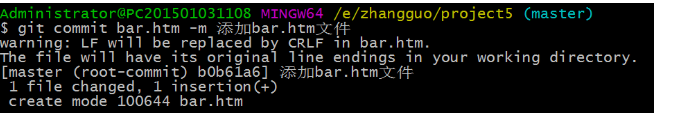 Administrator@PC201501031108 MINGW64 /e/zhangguo/project5 (master)
$ git commit bar.htm -m 添加bar.htm文件
warning: LF will be replaced by CRLF in bar.htm.
The file will have its original line endings in your working directory.
[master (root-commit) b0b61a6] 添加bar.htm文件
 1 file changed, 1 insertion(+)
 create mode 100644 bar.htm